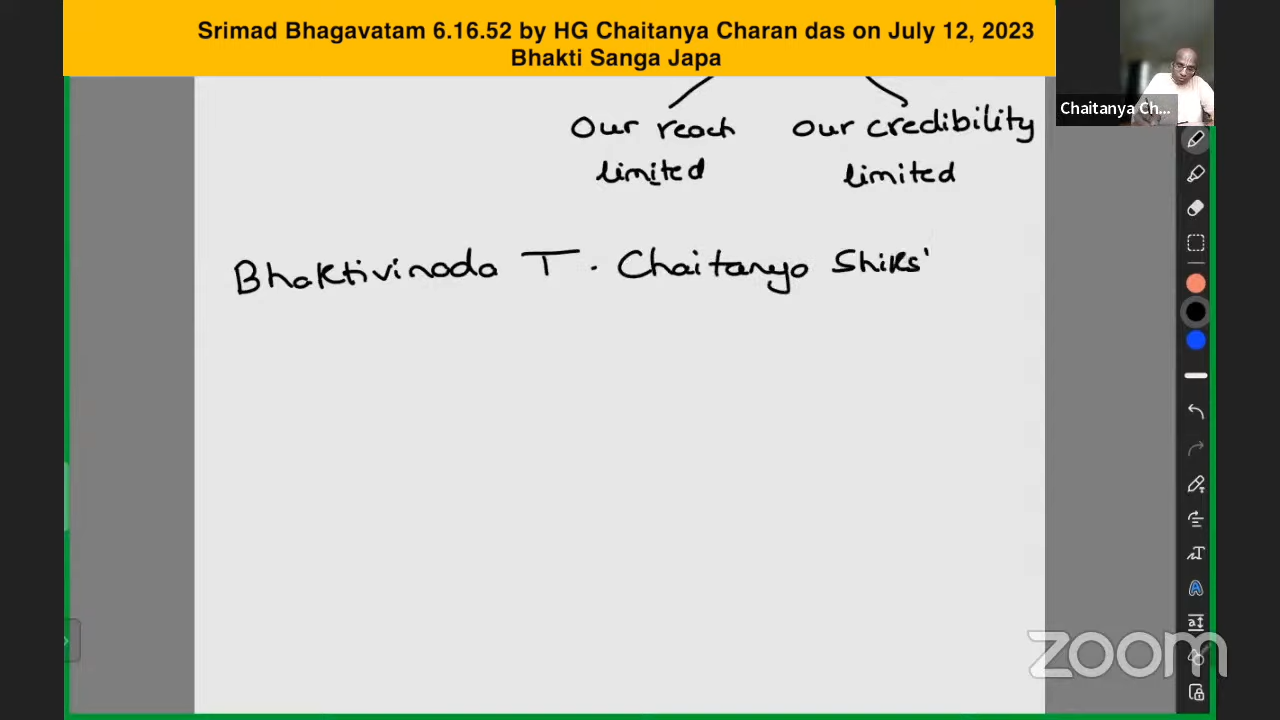 Srimad Bhagavatam 6.16.52 by HG Chaitanya Charan das on July 12, 2023
Bhakti Sanga Japa
Chaitanya Ch...
Our reach Our credibility
limited limited
Bhaktivinoda T. Chaitanya Shiks'
zoom